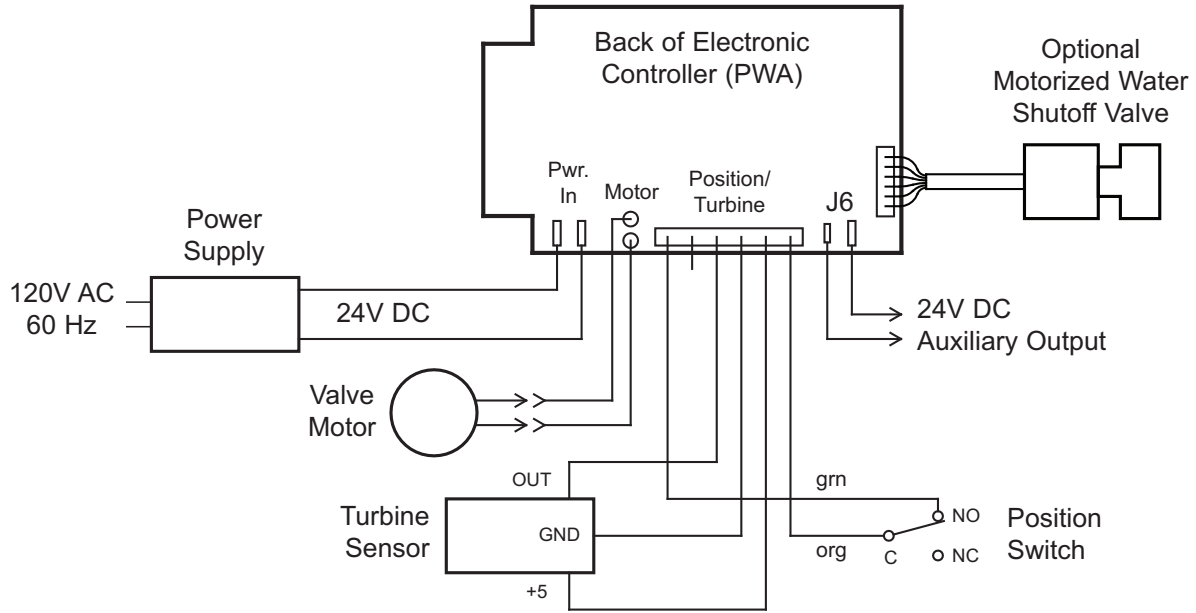 Back of Electronic
Controller (PWA)
Optional
Motorized Water
Shutoff Valve
Pwr.
In
Motor
Position/
Turbine
J6
Power
Supply
120V AC
60 Hz
24V DC
24V DC
Auxiliary Output
Valve
Motor
OUT
Turbine
Sensor
GND
+5
grn
org
C
NO
NC
Position
Switch